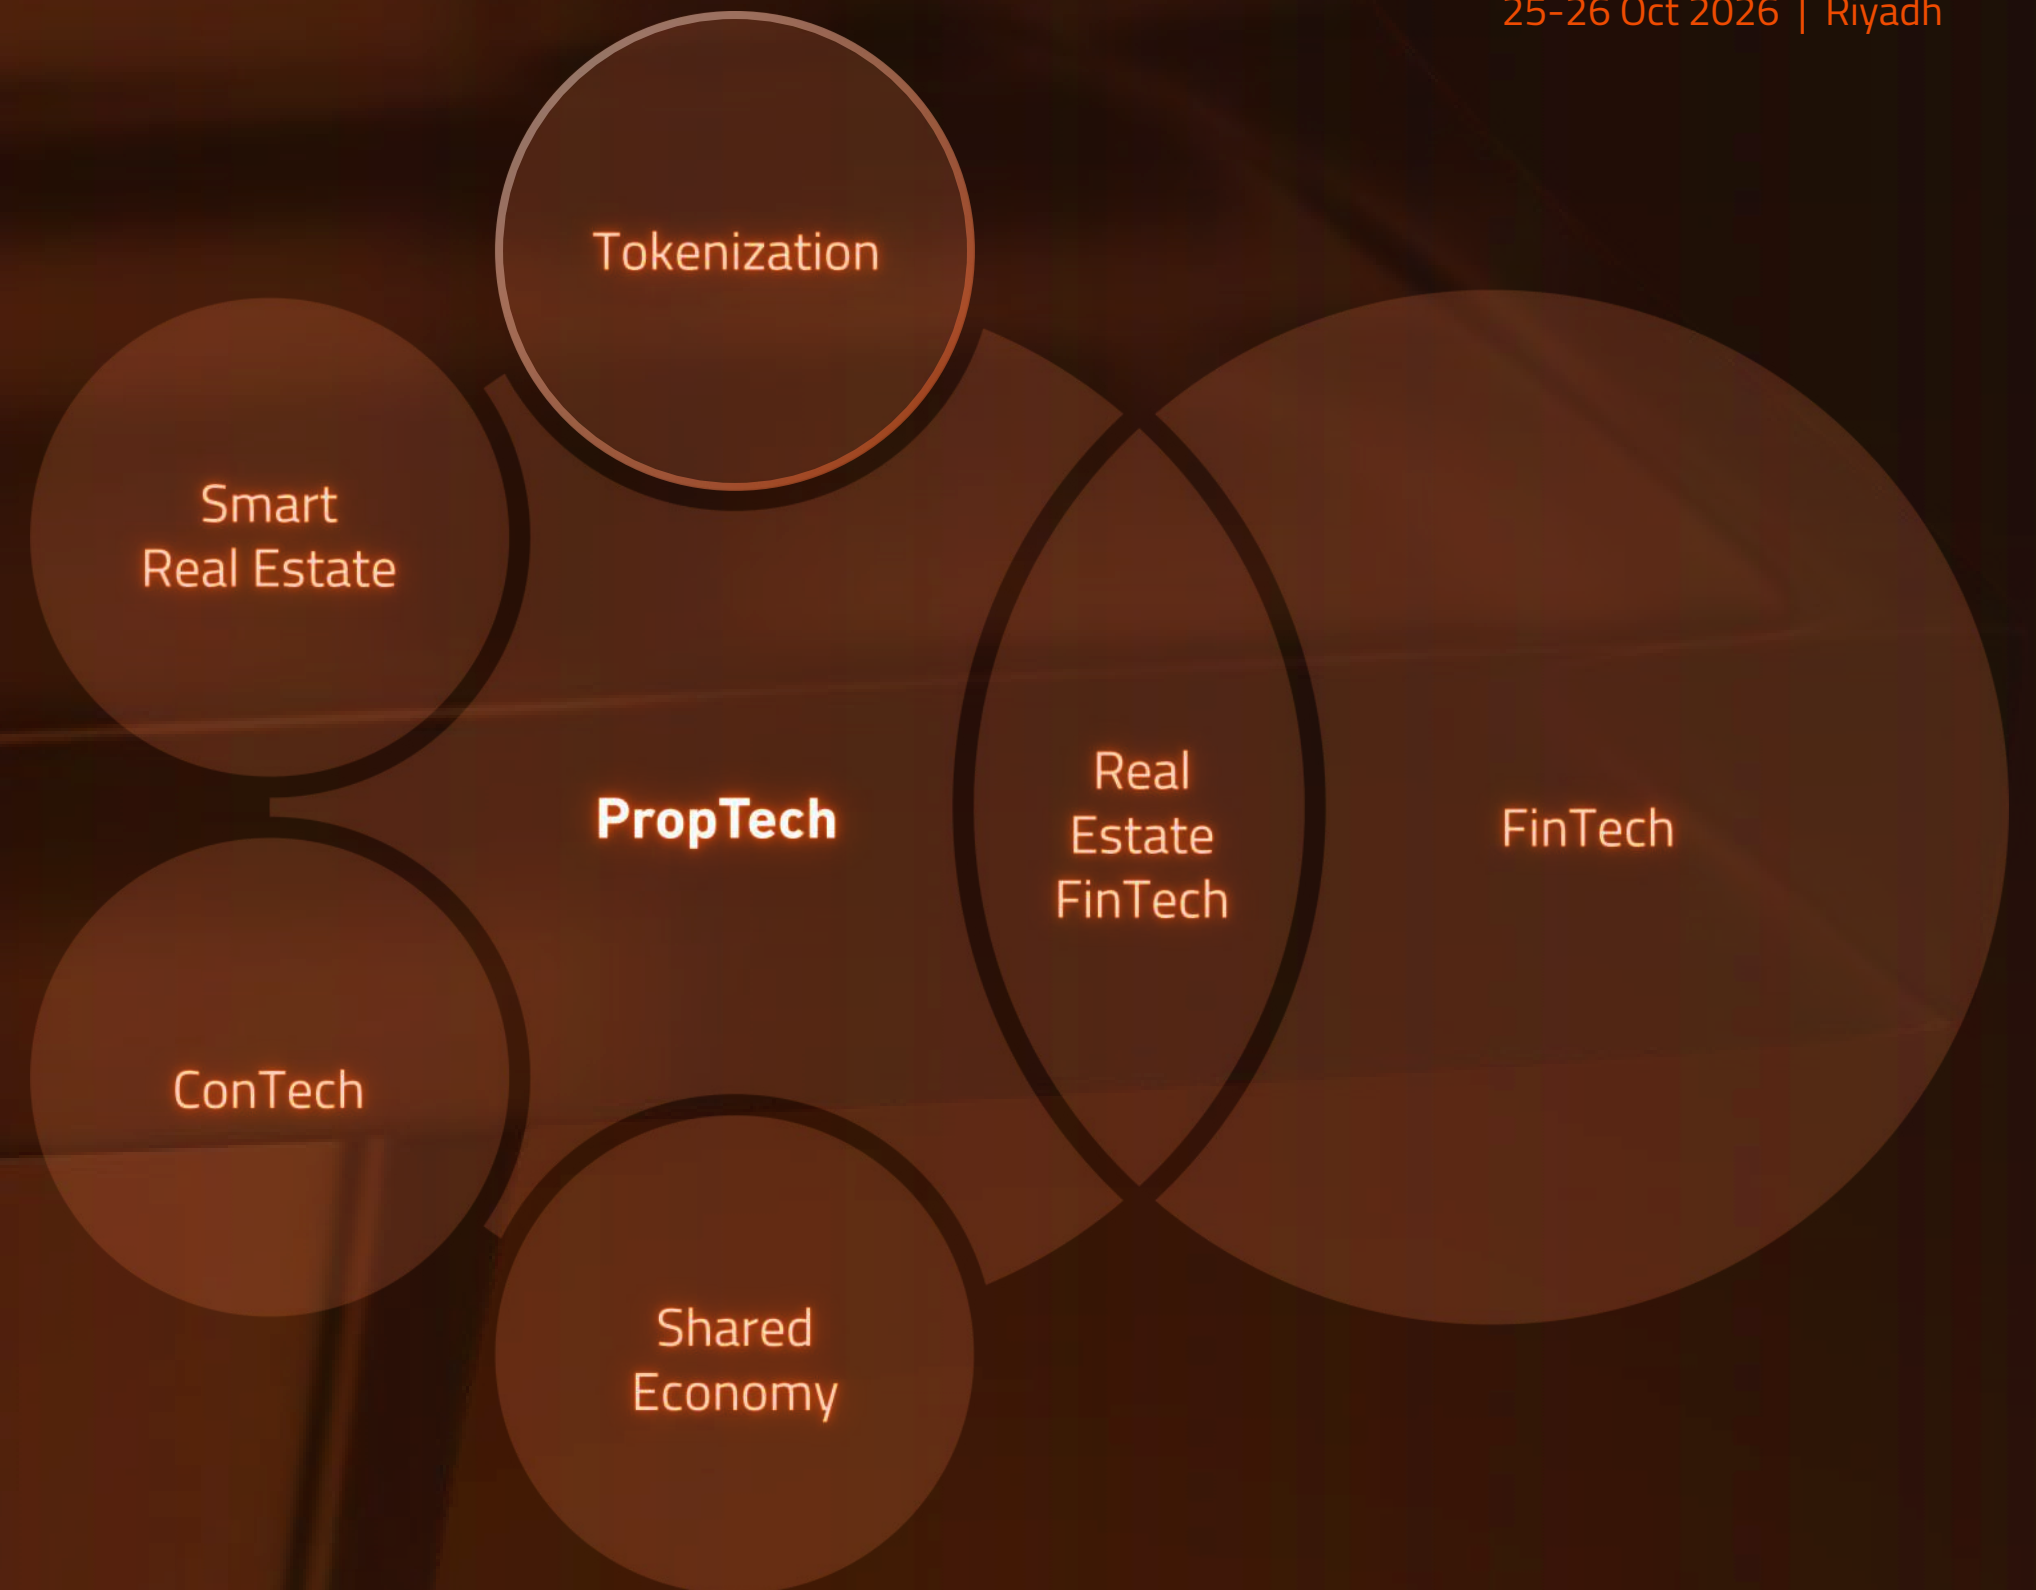 25-26 Oct 2026 | Riyadh
Tokenization
Smart
Real Estate
PropTech
Real
Estate
FinTech
FinTech
ConTech
Shared
Economy